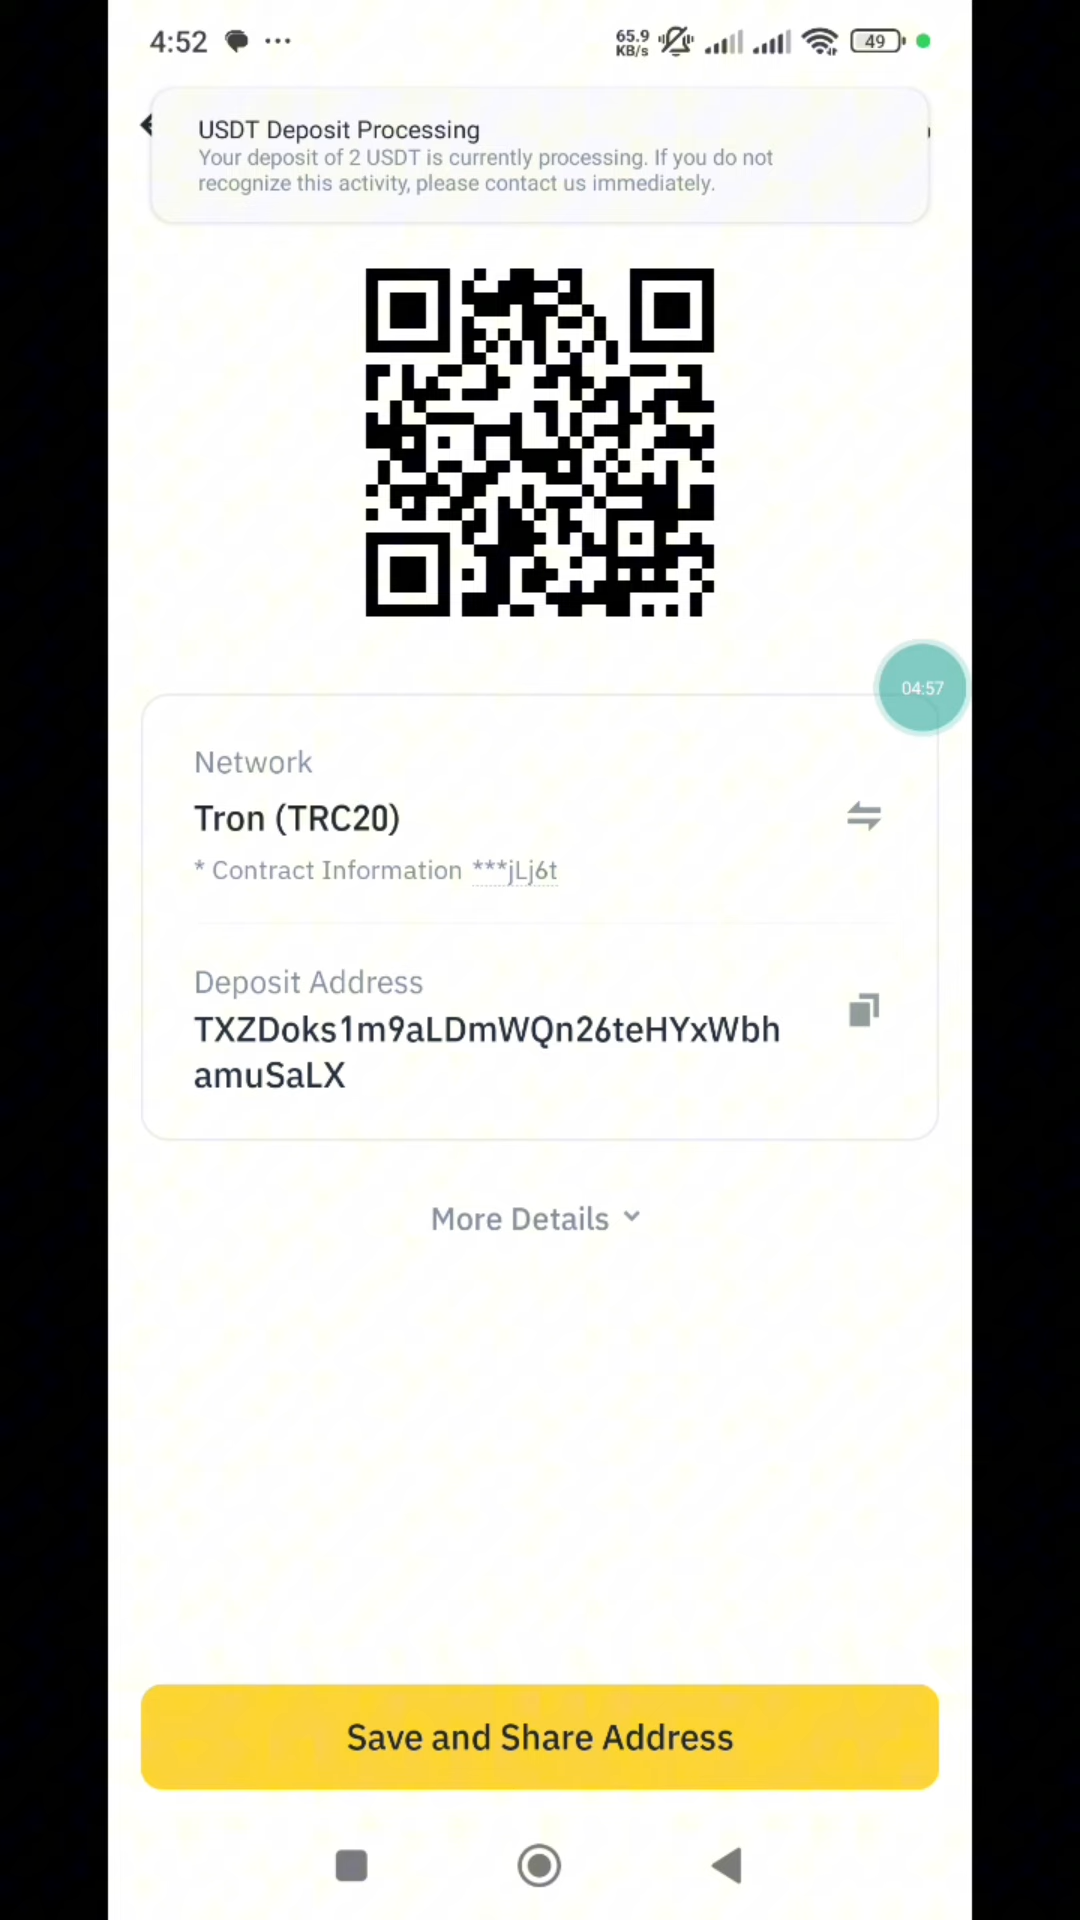 4:52
65.9
KB/s
49
USDT Deposit Processing
Your deposit of 2 USDT is currently processing. If you do not
recognize this activity, please contact us immediately.
04:57
Network
Tron (TRC20)
* Contract Information ***jLj6t
Deposit Address
TXZDoks1m9aLDmWQn26teHYxWbh
amuSaLX
More Details
Save and Share Address